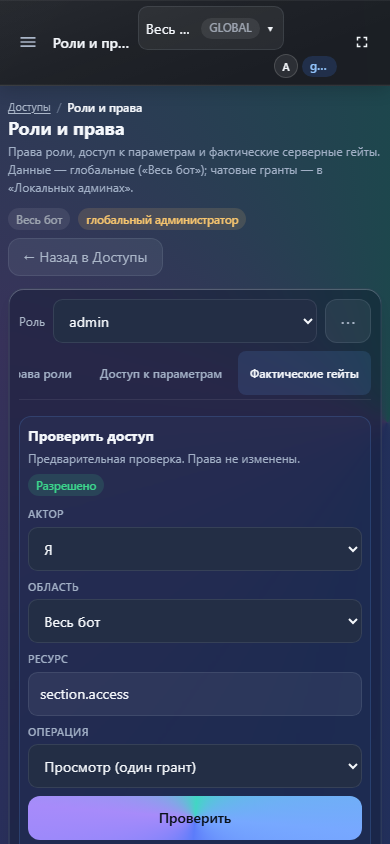 Роли и пр...
Весь ... GLOBAL ▼
A g...
Доступы / Роли и права
Роли и права
Права роли, доступ к параметрам и фактические серверные гейты.
Данные — глобальные («Весь бот»); чатовые гранты — в
«Локальных админах».
Весь бот глобальный администратор
← Назад в Доступы
Роль admin ...
рава роли Доступ к параметрам Фактические гейты
Проверить доступ
Предварительная проверка. Права не изменены.
Разрешено
АКТОР
Я
ОБЛАСТЬ
Весь бот
РЕСУРС
section.access
ОПЕРАЦИЯ
Просмотр (один грант)
Проверить